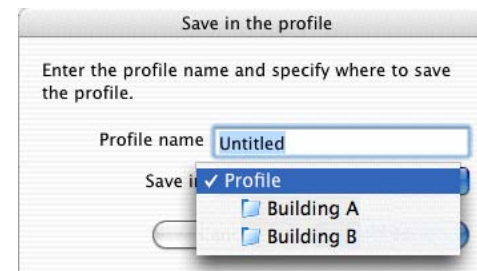 Save in the profile
Enter the profile name and specify where to save
the profile.
Profile name Untitled
Save i ✓ Profile
Building A
Building B